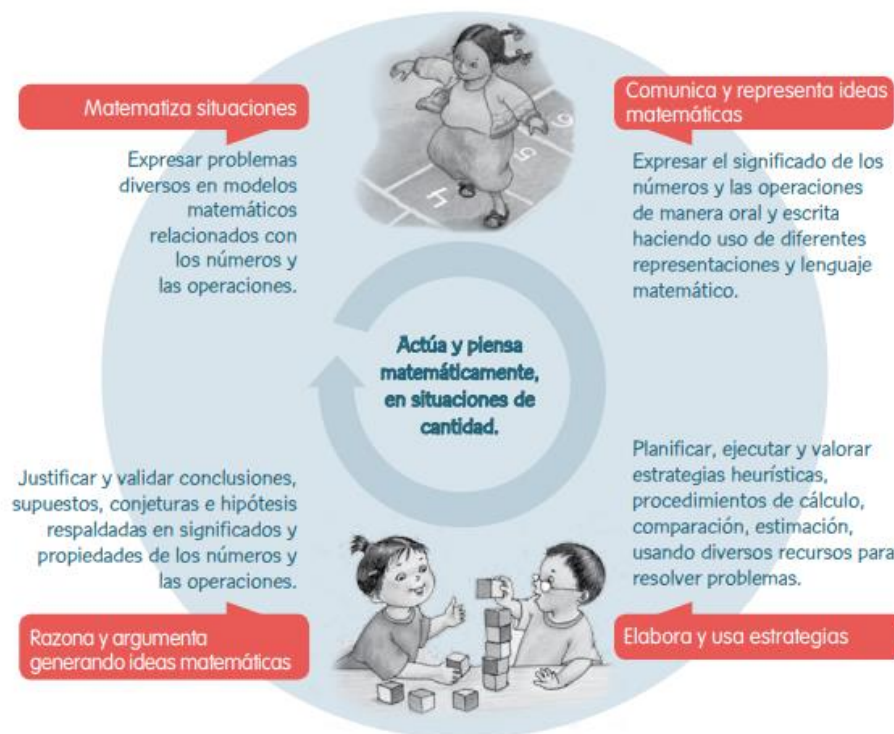 Matematiza situaciones
Expresar problemas
diversos en modelos
matemáticos
relacionados con
los números y
las operaciones.
Comunica y representa ideas
matemáticas
Expresar el significado de los
números y las operaciones
de manera oral y escrita
haciendo uso de diferentes
representaciones y lenguaje
matemático.
4
5
6
Actúa y piensa
matemáticamente,
en situaciones de
cantidad.
Justificar y validar conclusiones,
supuestos, conjeturas e hipótesis
respaldadas en significados y
propiedades de los números y
las operaciones.
Razona y argumenta
generando ideas matemáticas
Planificar, ejecutar y valorar
estrategias heurísticas,
procedimientos de cálculo,
comparación, estimación,
usando diversos recursos para
resolver problemas.
Elabora y usa estrategias